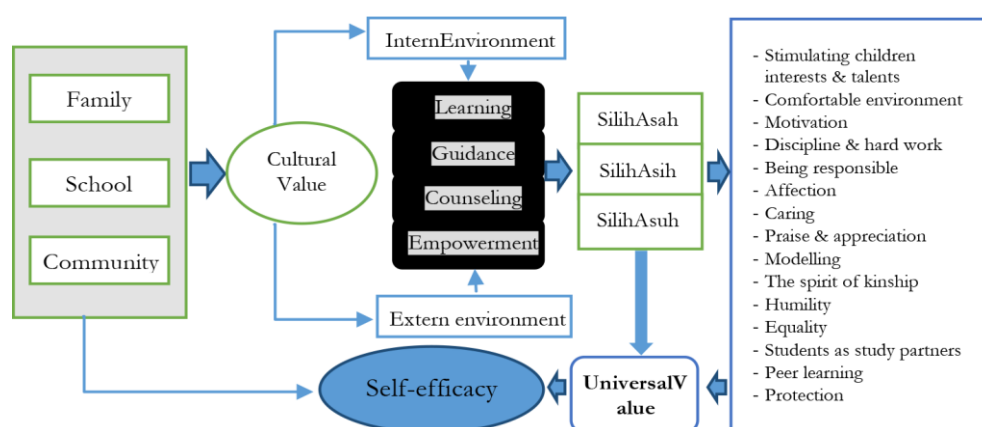 Family
School
Community
Cultural
Value
InternEnvironment
Learning
Guidance
Counseling
Empowerment
Extern environment
SilihAsah
SilihAsih
SilihAsuh
- Stimulating children
interests & talents
- Comfortable environment
- Motivation
- Discipline & hard work
- Being responsible
- Affection
- Caring
- Praise & appreciation
- Modelling
- The spirit of kinship
- Humility
- Equality
- Students as study partners
- Peer learning
- Protection
UniversalV
alue
Self-efficacy